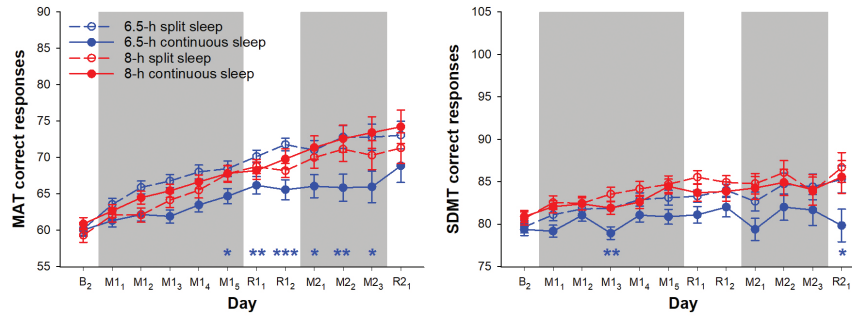 90
85
80
75
70
65
60
55
MAT correct responses
6.5-h split sleep
6.5-h continuous sleep
8-h split sleep
8-h continuous sleep
* ** *** * ** *
B2 M11 M12 M13 M14 M15 R11 R12 M21 M22 M23 R21
Day
105
100
95
90
85
80
75
SDMT correct responses
** *
B2 M11 M12 M13 M14 M15 R11 R12 M21 M22 M23 R21
Day